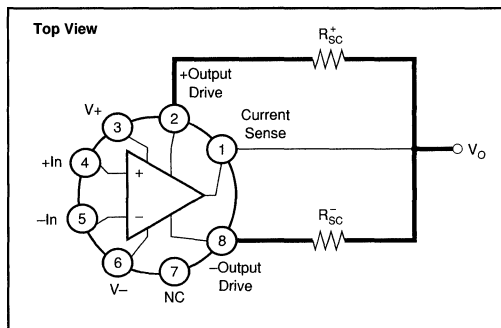 Top View
R+SC
+Output
Drive
V+
3
2
Current
Sense
+In
4
+
1
VO
–In
5
–
R–SC
8
6
7
–Output
Drive
V–
NC